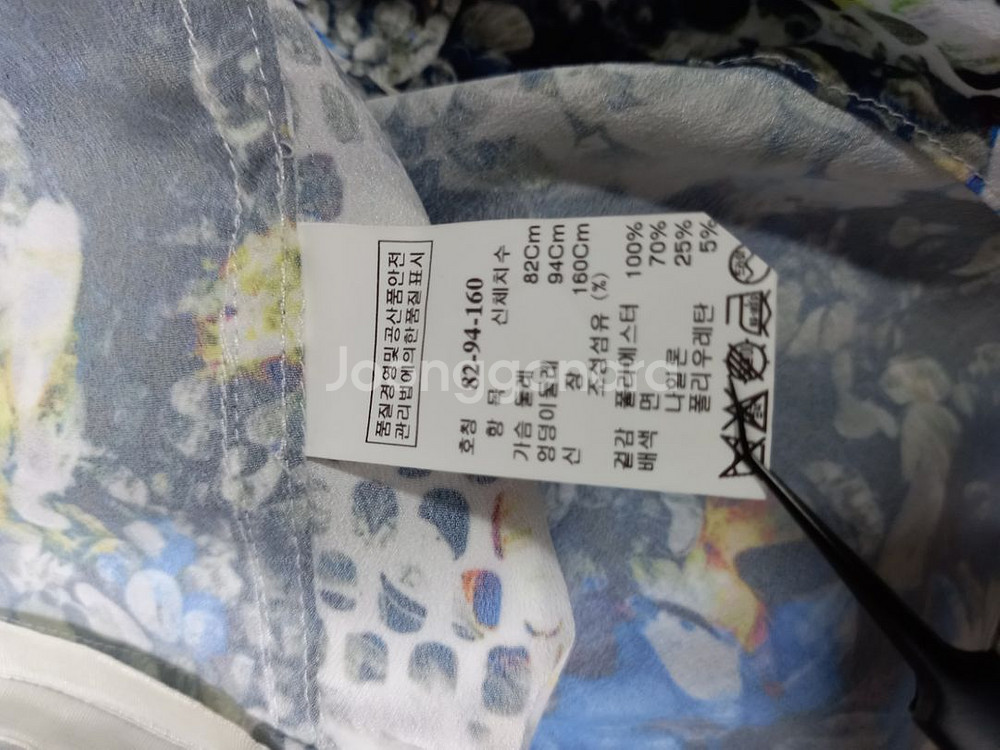 품질경영및공산품안전
관리법에의한품질표시
호칭 82-94-160
항 목 신체치수
가슴 둘레 82Cm
엉덩이둘레 94Cm
신 장 160Cm
조성섬유 (%)
겉감 폴리에스터 100%
배색 면 70%
나일론 25%
폴리우레탄 5%